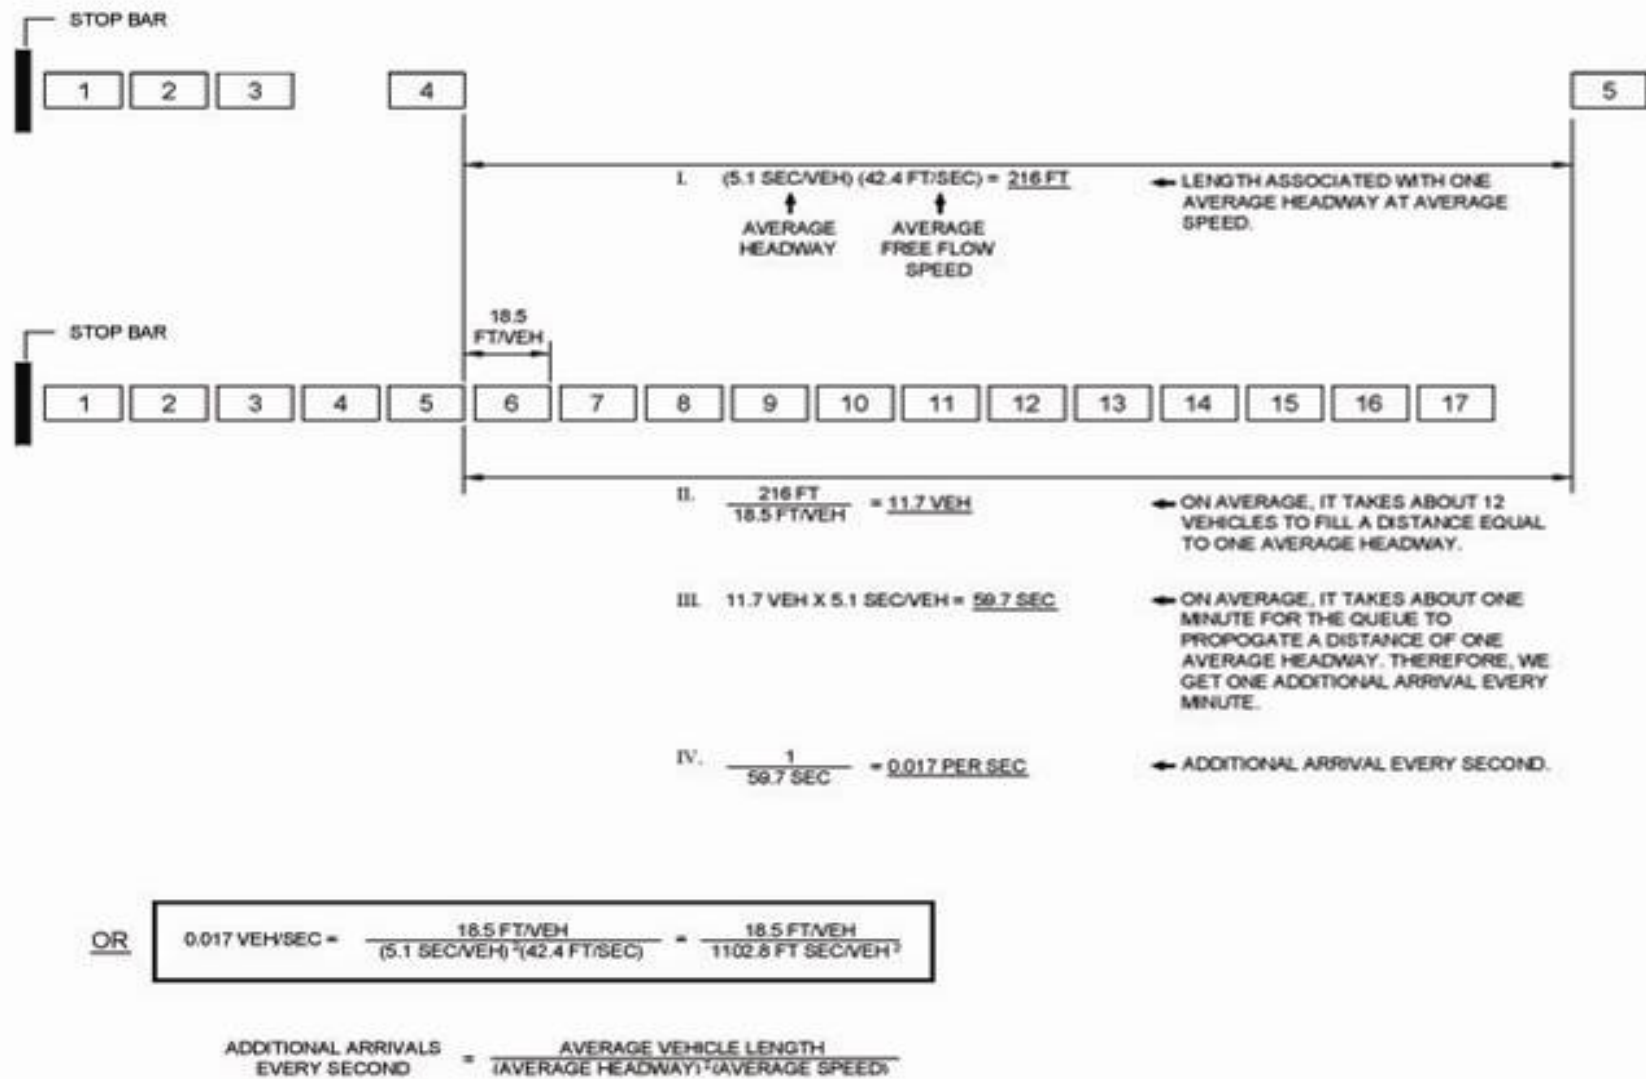 STOP BAR
1 2 3 4 5
I. (5.1 SEC/VEH) (42.4 FT/SEC) = 216 FT
LENGTH ASSOCIATED WITH ONE
AVERAGE HEADWAY AT AVERAGE
SPEED.
AVERAGE
HEADWAY
AVERAGE
FREE FLOW
SPEED
18.5
FT/VEH
STOP BAR
1 2 3 4 5 6 7 8 9 10 11 12 13 14 15 16 17
II. 216 FT
18.5 FT/VEH
= 11.7 VEH
ON AVERAGE, IT TAKES ABOUT 12
VEHICLES TO FILL A DISTANCE EQUAL
TO ONE AVERAGE HEADWAY.
III. 11.7 VEH X 5.1 SEC/VEH = 59.7 SEC
ON AVERAGE, IT TAKES ABOUT ONE
MINUTE FOR THE QUEUE TO
PROPOGATE A DISTANCE OF ONE
AVERAGE HEADWAY. THEREFORE, WE
GET ONE ADDITIONAL ARRIVAL EVERY
MINUTE.
IV. 1
59.7 SEC
= 0.017 PER SEC
ADDITIONAL ARRIVAL EVERY SECOND.
OR
0.017 VEH/SEC =
18.5 FT/VEH
(5.1 SEC/VEH)²(42.4 FT/SEC)
=
18.5 FT/VEH
1102.8 FT SEC/VEH²
ADDITIONAL ARRIVALS
EVERY SECOND
=
AVERAGE VEHICLE LENGTH
(AVERAGE HEADWAY)²(AVERAGE SPEED)